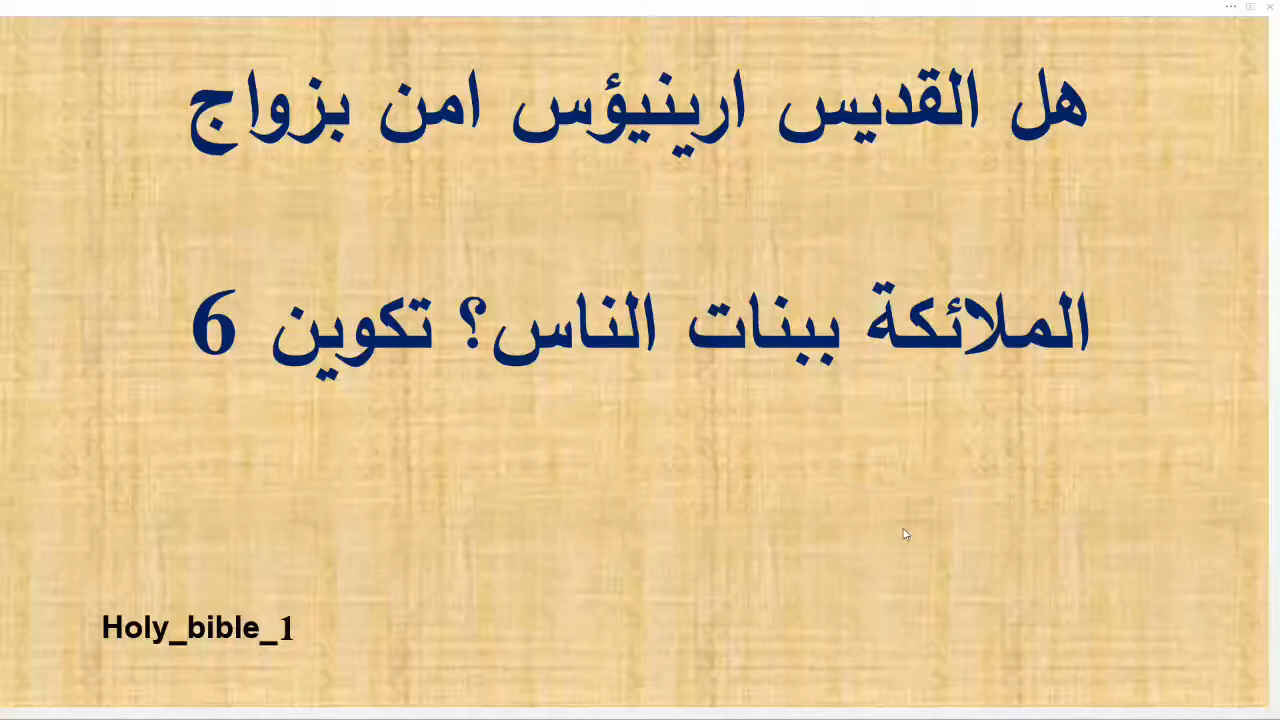 هل القديس ارينيؤس امن بزواج
الملائكة ببنات الناس؟ تكوين 6
Holy_bible_1